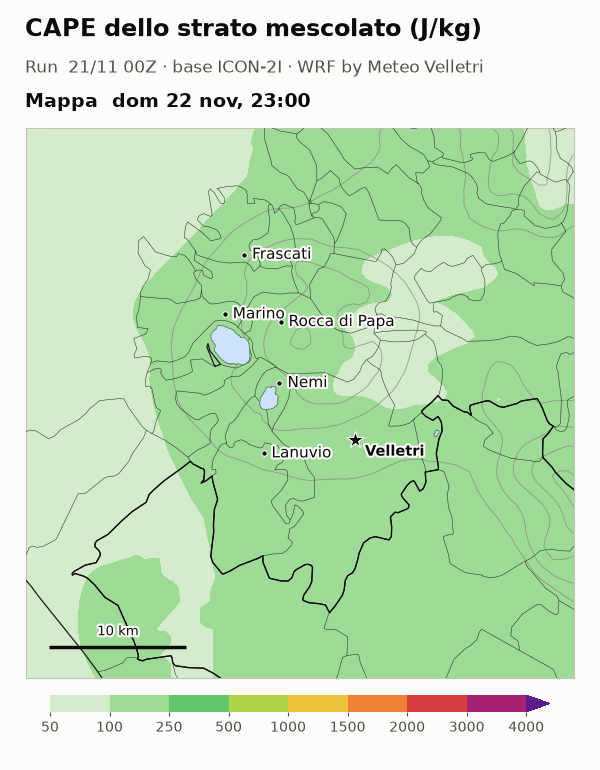 CAPE dello strato mescolato (J/kg)
Run  21/11 00Z · base ICON-2I · WRF by Meteo Velletri
Mappa  dom 22 nov, 23:00
Frascati
Marino
Rocca di Papa
Nemi
Velletri
Lanuvio
10 km
50 100 250 500 1000 1500 2000 3000 4000